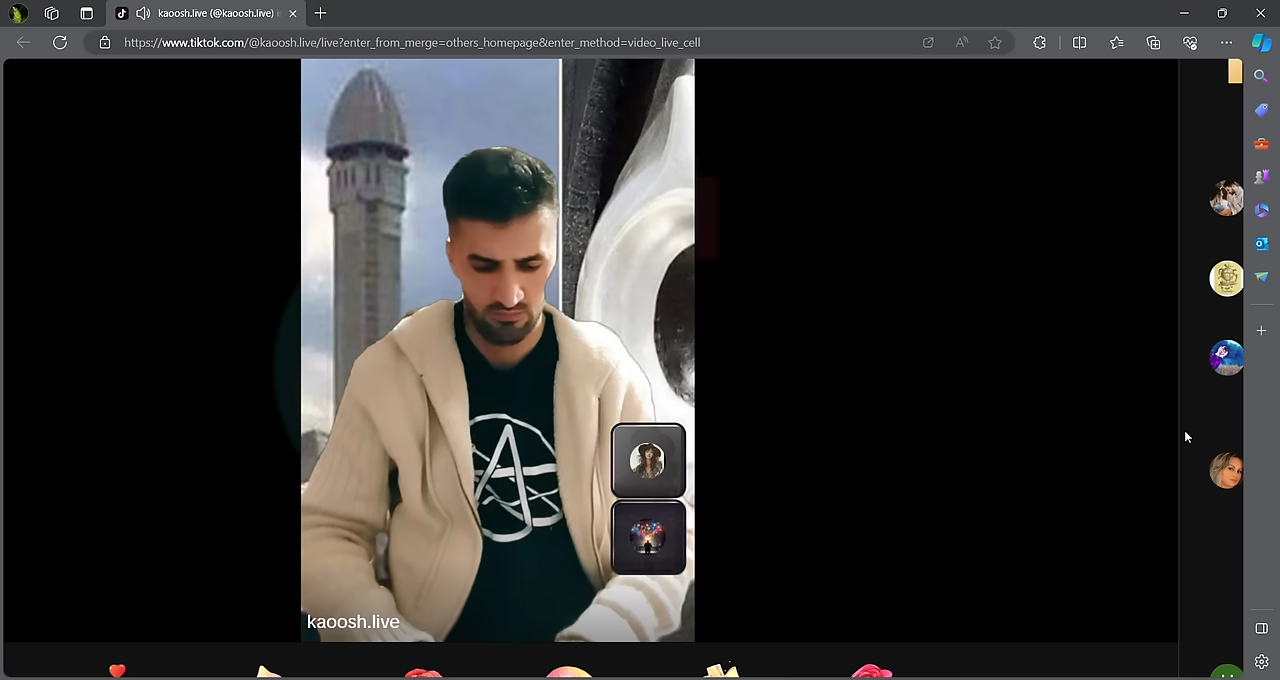 kaoosh.live (@kaoosh.live) i
https://www.tiktok.com/@kaoosh.live/live?enter_from_merge=others_homepage&enter_method=video_live_cell
kaoosh.live